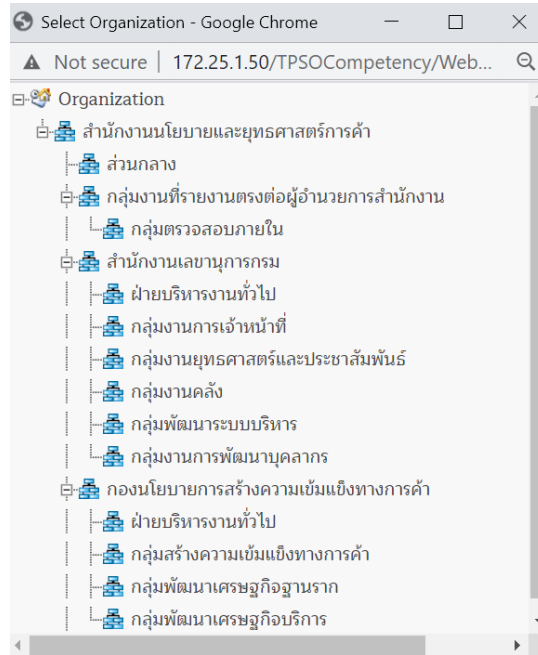 Select Organization - Google Chrome
Not secure | 172.25.1.50/TPSOCompetency/Web...
Organization
สำนักงานนโยบายและยุทธศาสตร์การค้า
ส่วนกลาง
กลุ่มงานที่รายงานตรงต่อผู้อำนวยการสำนักงาน
กลุ่มตรวจสอบภายใน
สำนักงานเลขานุการกรม
ฝ่ายบริหารงานทั่วไป
กลุ่มงานการเจ้าหน้าที่
กลุ่มงานยุทธศาสตร์และประชาสัมพันธ์
กลุ่มงานคลัง
กลุ่มพัฒนาระบบบริหาร
กลุ่มงานการพัฒนาบุคลากร
กองนโยบายการสร้างความเข้มแข็งทางการค้า
ฝ่ายบริหารงานทั่วไป
กลุ่มสร้างความเข้มแข็งทางการค้า
กลุ่มพัฒนาเศรษฐกิจฐานราก
กลุ่มพัฒนาเศรษฐกิจบริการ